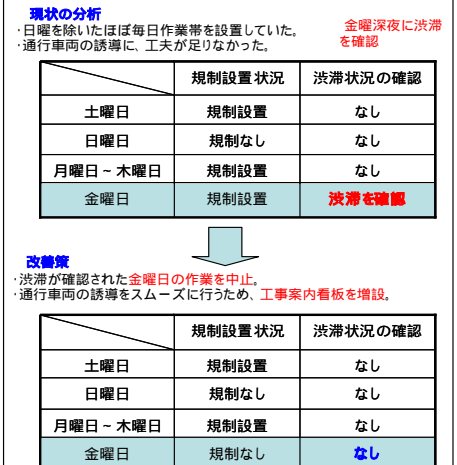 現状の分析
・日曜を除いたほぼ毎日作業帯を設置していた。
・通行車両の誘導に、工夫が足りなかった。
金曜深夜に渋滞
を確認
規制設置状況 渋滞状況の確認
土曜日 規制設置 なし
日曜日 規制なし なし
月曜日~木曜日 規制設置 なし
金曜日 規制設置 渋滞を確認
改善策
・渋滞が確認された金曜日の作業を中止。
・通行車両の誘導をスムーズに行うため、工事案内看板を増設。
規制設置状況 渋滞状況の確認
土曜日 規制設置 なし
日曜日 規制なし なし
月曜日~木曜日 規制設置 なし
金曜日 規制なし なし